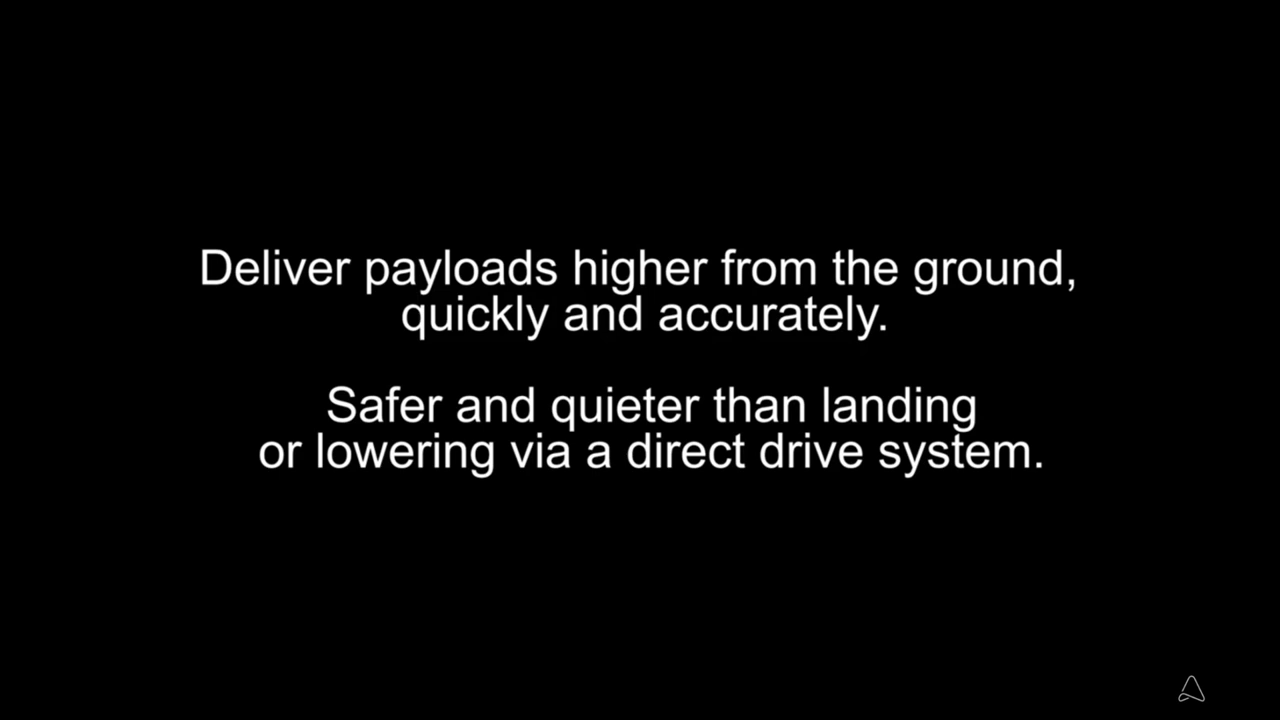 Deliver payloads higher from the ground,
quickly and accurately.
Safer and quieter than landing
or lowering via a direct drive system.